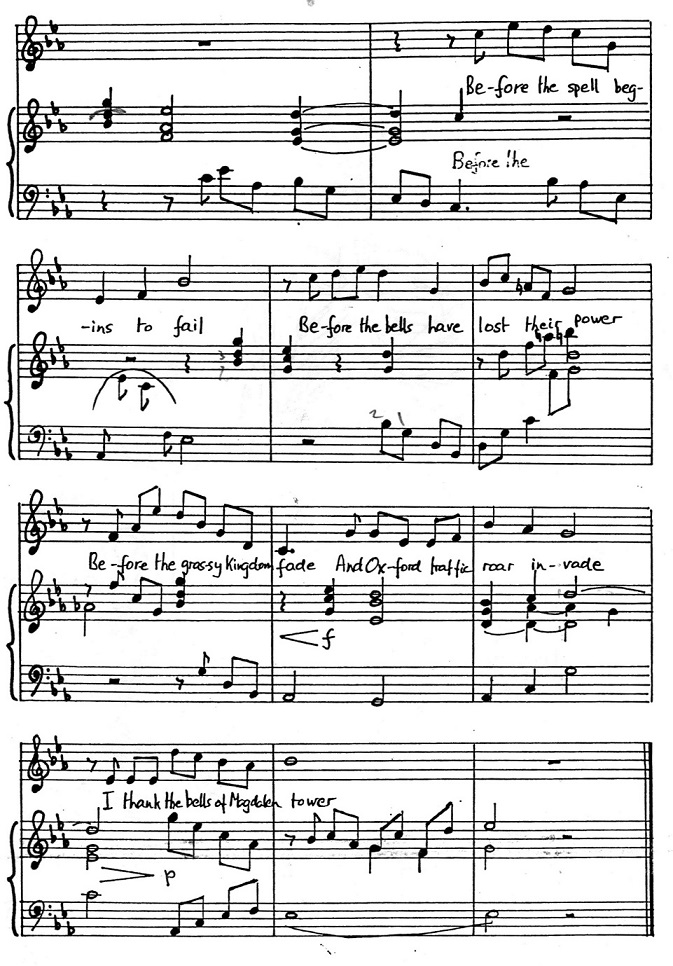 Be-fore the spell beg-
Before the
-ins to fail Be-fore the bells have lost their power
2 1
Be-fore the grassy kingdom fade And Ox-ford traffic roar in-vade
f
I thank the bells of Magdalen tower
p